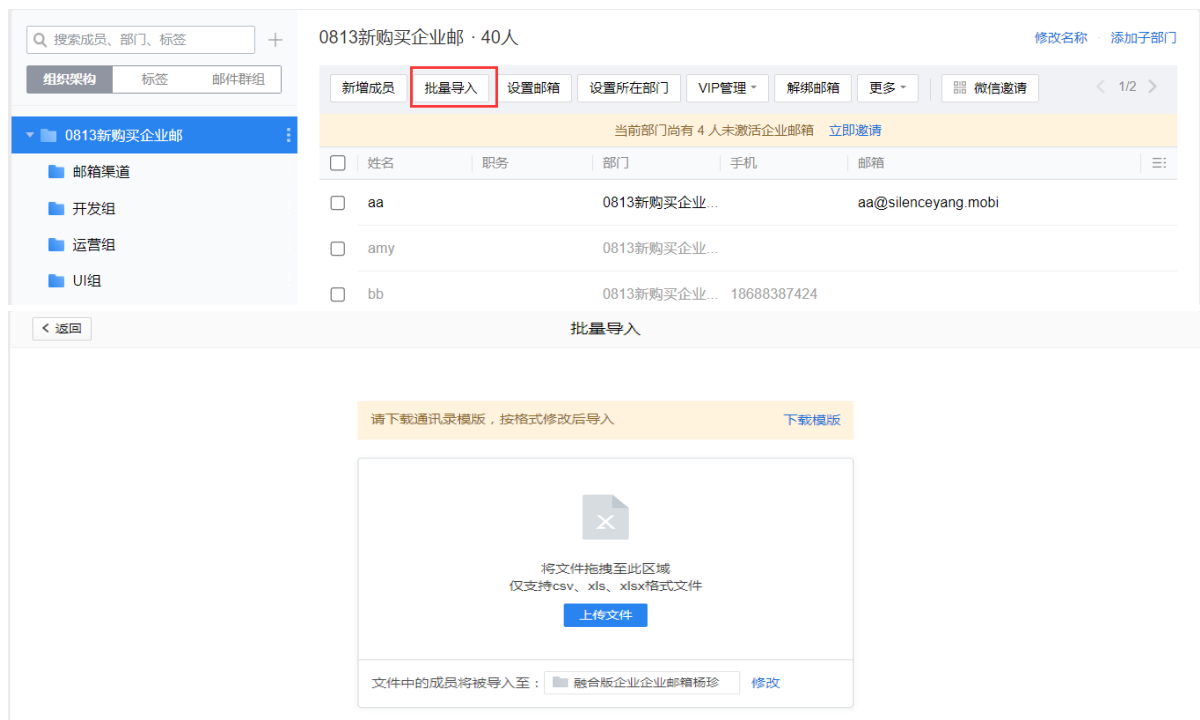 搜索成员、部门、标签
组织架构 标签 邮件群组
0813新购买企业邮
邮箱渠道
开发组
运营组
UI组
0813新购买企业邮 · 40人
修改名称 · 添加子部门
新增成员 批量导入 设置邮箱 设置所在部门 VIP管理 解绑邮箱 更多 微信邀请 1/2
当前部门尚有 4 人未激活企业邮箱 立即邀请
姓名 职务 部门 手机 邮箱
aa 0813新购买企业... aa@silenceyang.mobi
amy 0813新购买企业...
bb 0813新购买企业... 18688387424
返回 批量导入
请下载通讯录模版，按格式修改后导入 下载模版
将文件拖拽至此区域
仅支持csv、xls、xlsx格式文件
上传文件
文件中的成员将被导入至： 融合版企业企业邮箱杨珍 修改